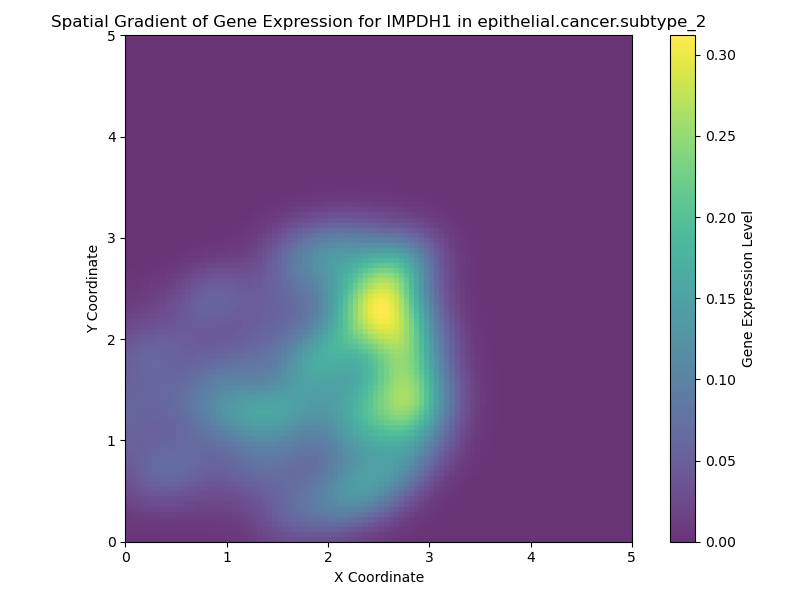 Spatial Gradient of Gene Expression for IMPDH1 in epithelial.cancer.subtype_2
5
4
3
2
1
0
Y Coordinate
0 1 2 3 4 5
X Coordinate
0.30
0.25
0.20
0.15
0.10
0.05
0.00
Gene Expression Level